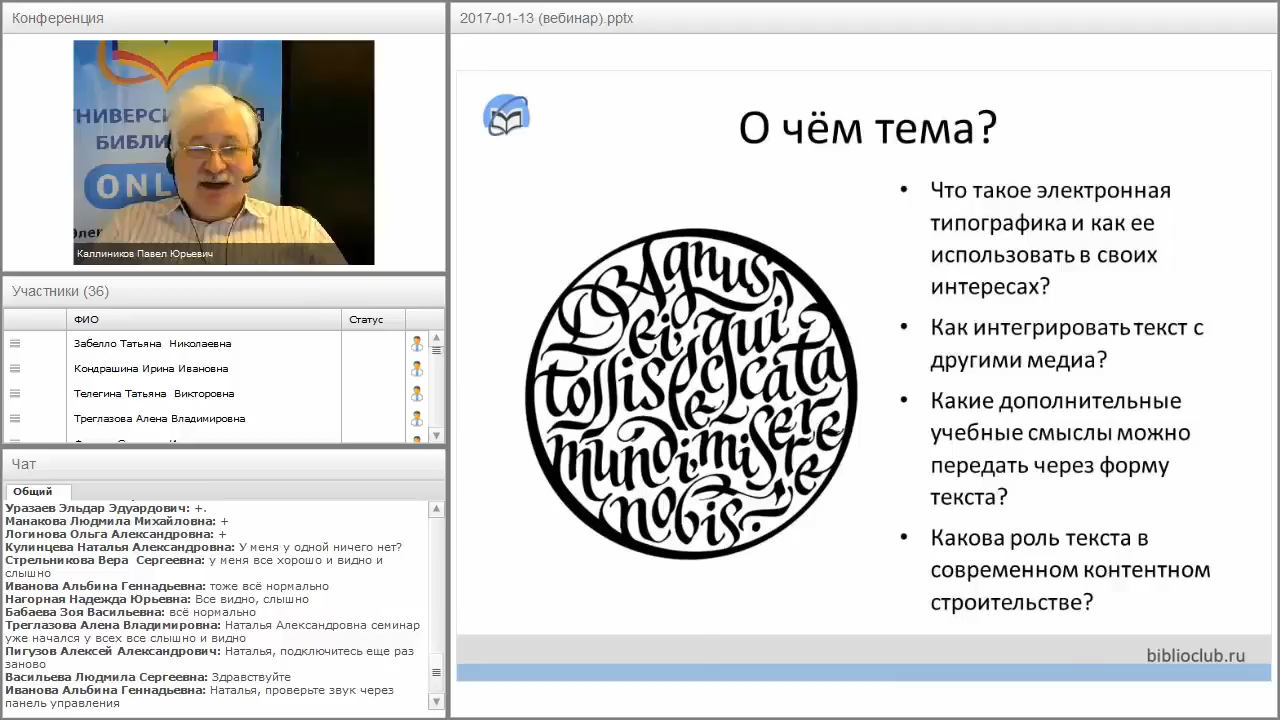 Конференция
НИВЕРСИ
БИБЛИ
ONL
Каллиников Павел Юрьевич
Участники (36)
ФИО
Статус
Забелло Татьяна Николаевна
Кондрашина Ирина Ивановна
Телегина Татьяна Викторовна
Треглазова Алена Владимировна
Чат
Общий
Уразаев Эльдар Эдуардович: +.
Манакова Людмила Михайловна: +
Логинова Ольга Александровна: +
Кулинцева Наталья Александровна: У меня у одной ничего нет?
Стрельникова Вера Сергеевна: у меня все хорошо и видно и
слышно
Иванова Альбина Геннадьевна: тоже всё нормально
Нагорная Надежда Юрьевна: Все видно, слышно
Бабаева Зоя Васильевна: всё нормально
Треглазова Алена Владимировна: Наталья Александровна семинар
уже начался у всех все слышно и видно
Пигузов Алексей Александрович: Наталья, подключитесь еще раз
заново
Васильева Людмила Сергеевна: Здравствуйте
Иванова Альбина Геннадьевна: Наталья, проверьте звук через
панель управления
2017-01-13 (вебинар).pptx
О чём тема?
Agnus
Dei qui
tollis peccata
mundi, miserere
nobis.
• Что такое электронная
типографика и как ее
использовать в своих
интересах?
• Как интегрировать текст с
другими медиа?
• Какие дополнительные
учебные смыслы можно
передать через форму
текста?
• Какова роль текста в
современном контентном
строительстве?
biblioclub.ru